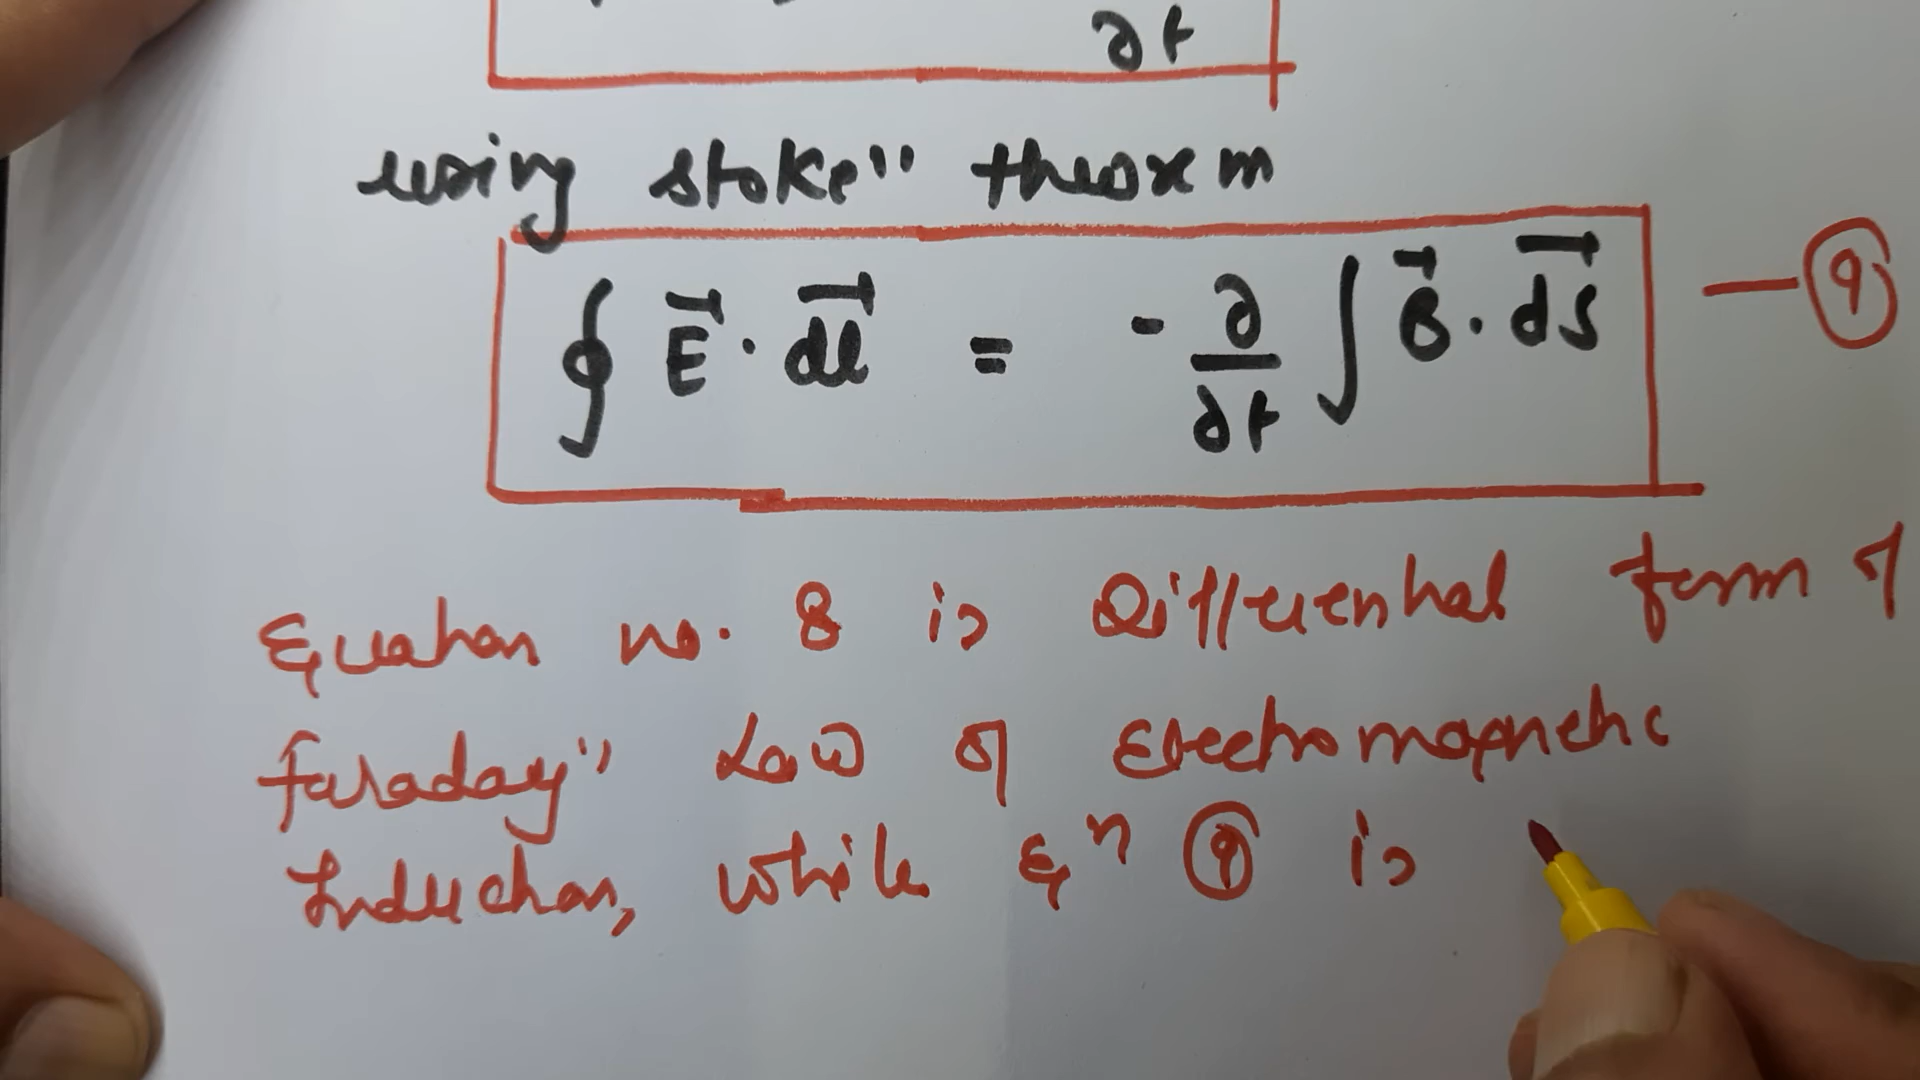 ∂t
using stoke'' theorem
∮ E⃗ · dl⃗ = - ∂/∂t ∫ B⃗ · dS⃗ — 9
Equation no. 8 is Differential form of
Faraday'' Law of Electromagnetic
Induction, while Eqn 9 is